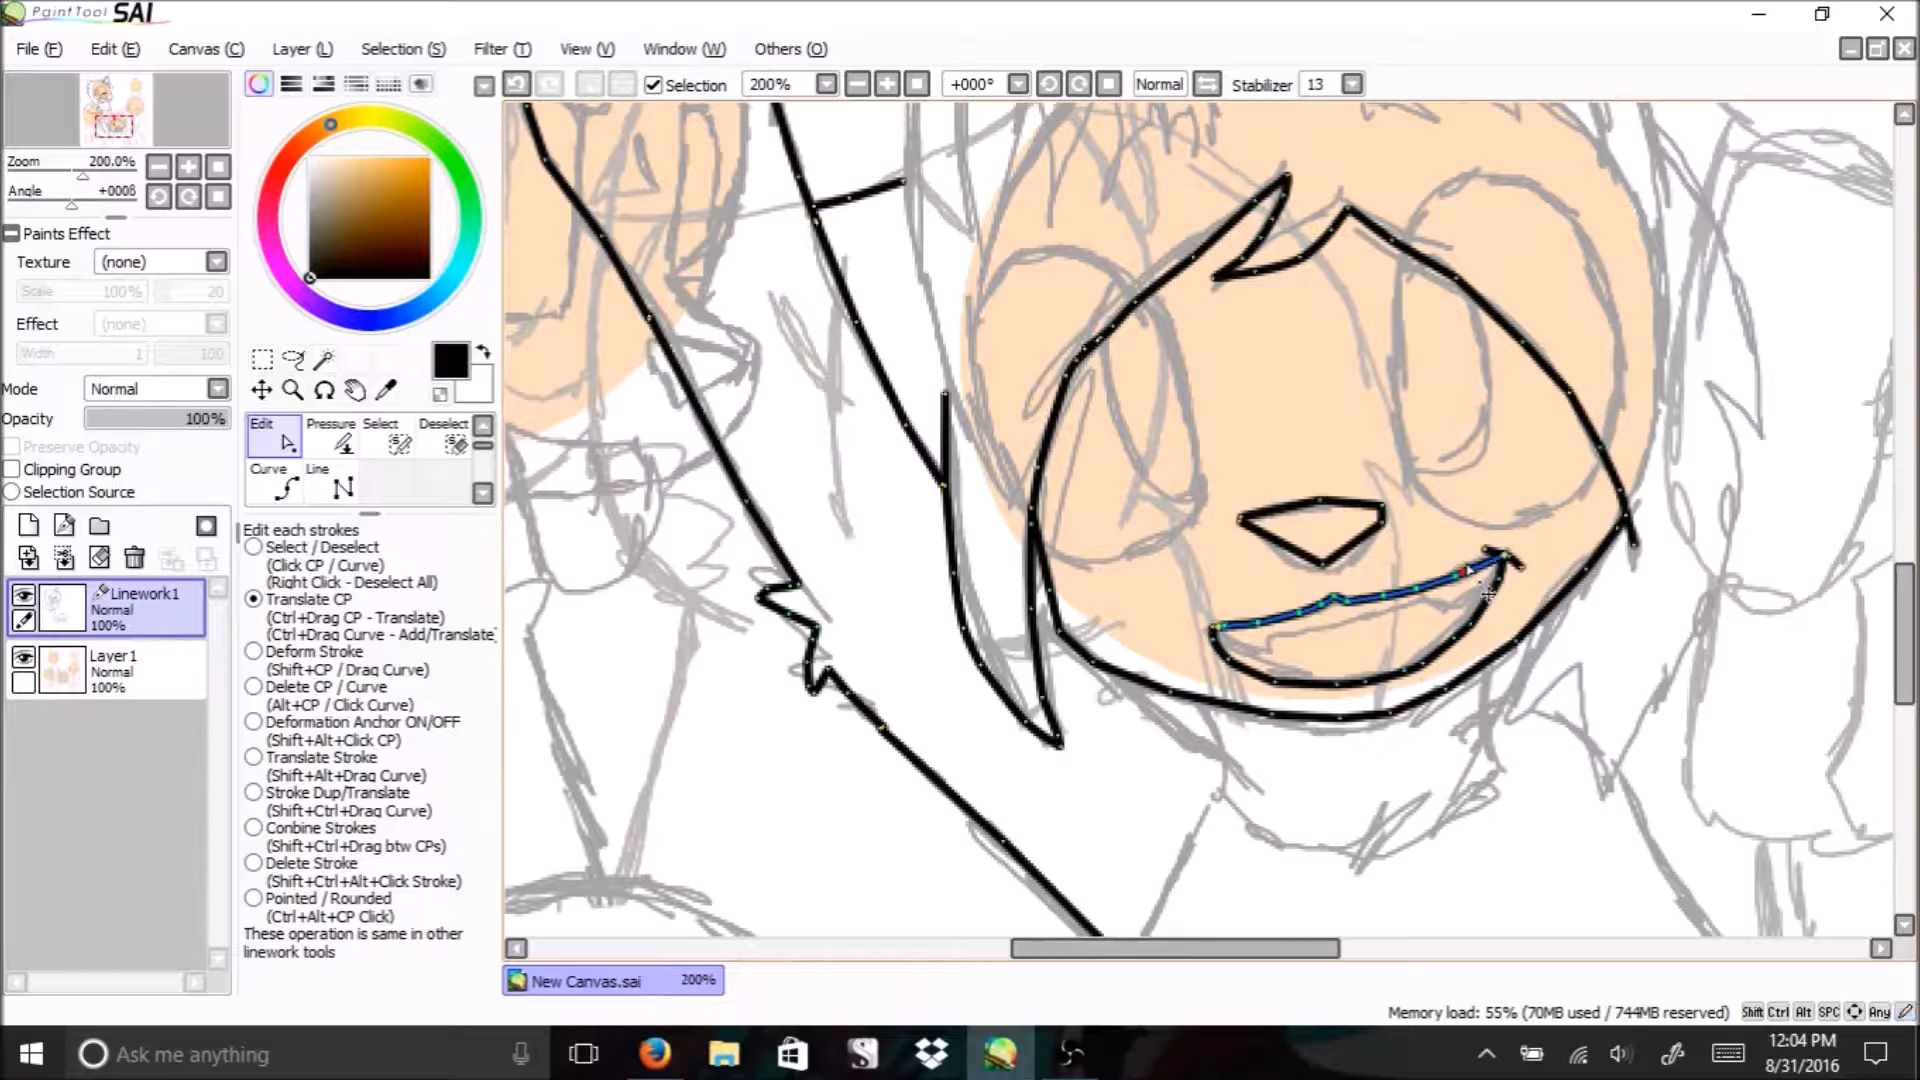 PaintTool SAI
File (F) Edit (E) Canvas (C) Layer (L) Selection (S) Filter (T) View (V) Window (W) Others (O)
Selection 200% +000° Normal Stabilizer 13
Zoom 200.0%
Angle +000ß
Paints Effect
Texture (none)
Scale 100% 20
Effect (none)
Width 1 100
Mode Normal
Opacity 100%
Preserve Opacity
Clipping Group
Selection Source
Linework1
Normal
100%
Layer1
Normal
100%
Edit Pressure Select Deselect
Curve Line
Edit each strokes
Select / Deselect
(Click CP / Curve)
(Right Click - Deselect All)
Translate CP
(Ctrl+Drag CP - Translate)
(Ctrl+Drag Curve - Add/Translate)
Deform Stroke
(Shift+CP / Drag Curve)
Delete CP / Curve
(Alt+CP / Click Curve)
Deformation Anchor ON/OFF
(Shift+Alt+Click CP)
Translate Stroke
(Shift+Alt+Drag Curve)
Stroke Dup/Translate
(Shift+Ctrl+Drag Curve)
Conbine Strokes
(Shift+Ctrl+Drag btw CPs)
Delete Stroke
(Shift+Ctrl+Alt+Click Stroke)
Pointed / Rounded
(Ctrl+Alt+CP Click)
These operation is same in other
linework tools
New Canvas.sai 200%
Memory load: 55% (70MB used / 744MB reserved) Shift Ctrl Alt SPC Any
Ask me anything
12:04 PM
8/31/2016